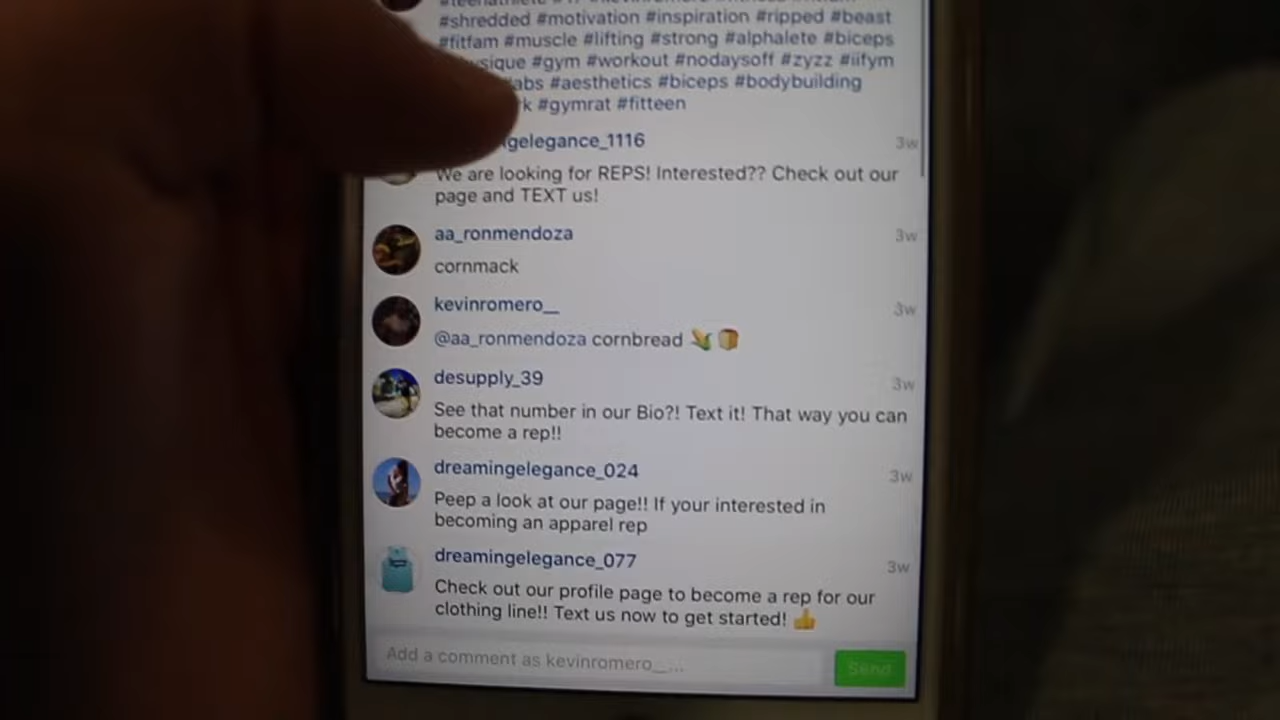 #shredded #motivation #inspiration #ripped #beast
#fitfam #muscle #lifting #strong #alphalete #biceps
#gym #workout #nodaysoff #zyzz #iifym
#aesthetics #biceps #bodybuilding
#gymrat #fitteen
gelegance_1116 3w
We are looking for REPS! Interested?? Check out our
page and TEXT us!
aa_ronmendoza 3w
cornmack
kevinromero__ 3w
@aa_ronmendoza cornbread 🌽🍞
desupply_39 3w
See that number in our Bio?! Text it! That way you can
become a rep!!
dreamingelegance_024 3w
Peep a look at our page!! If your interested in
becoming an apparel rep
dreamingelegance_077 3w
Check out our profile page to become a rep for our
clothing line!! Text us now to get started! 👍
Add a comment as kevinromero__... Send